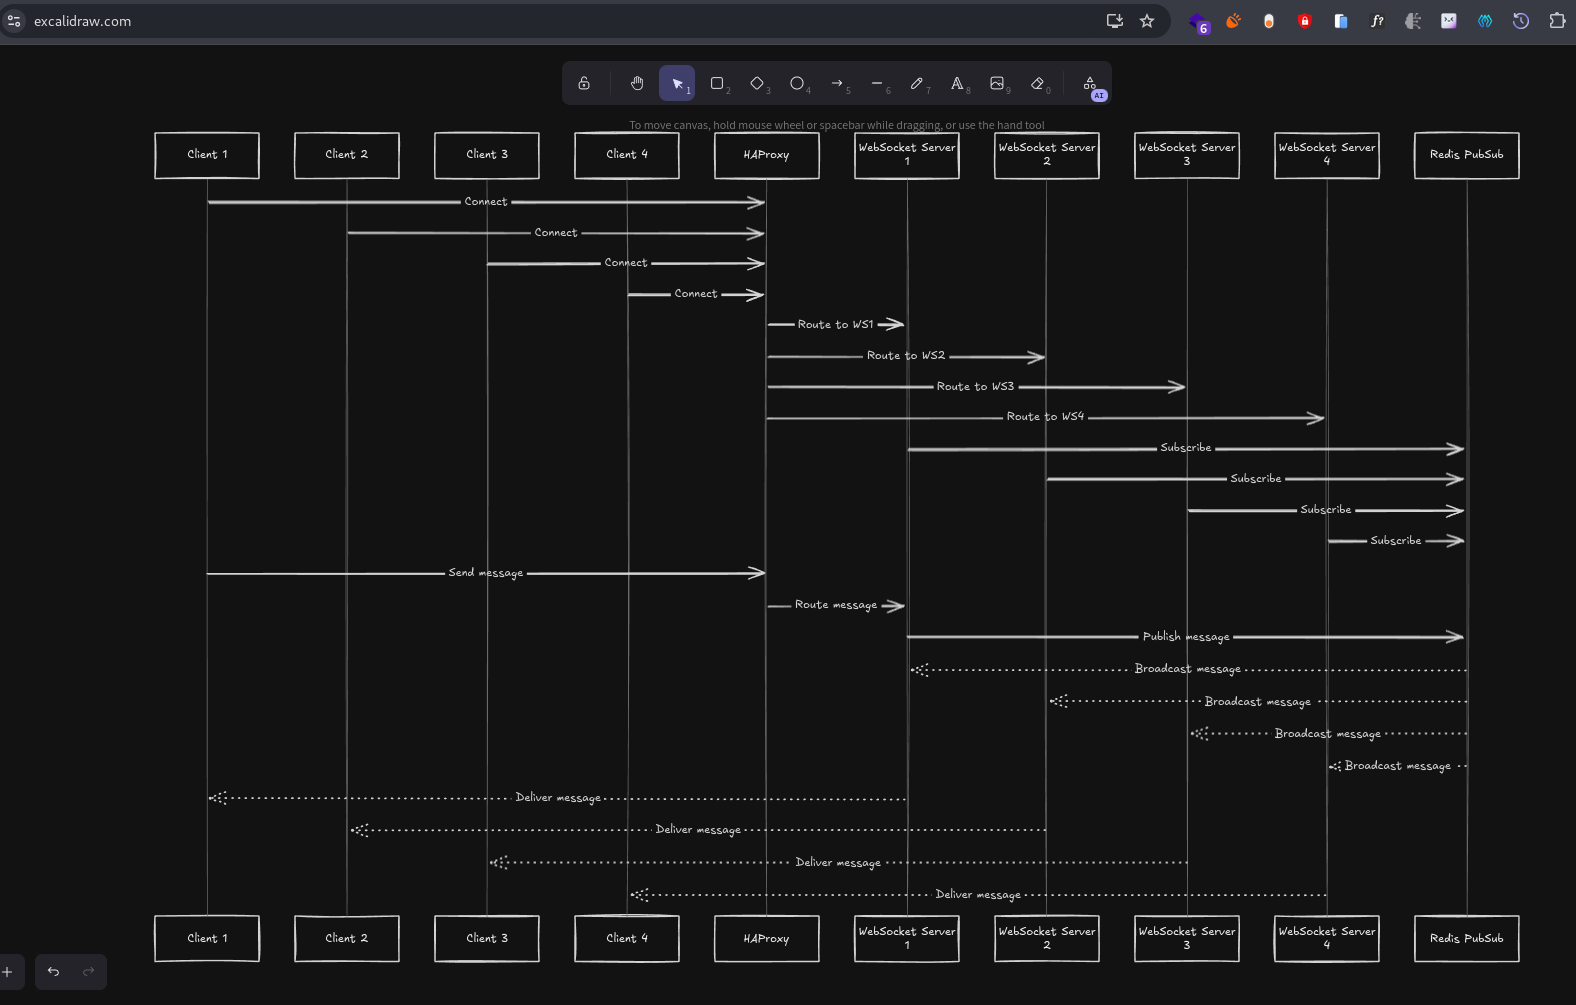 excalidraw.com
6
f?
1
2
3
4
5
6
7
8
9
0
AI
To move canvas, hold mouse wheel or spacebar while dragging, or use the hand tool
Client 1
Client 2
Client 3
Client 4
HAProxy
WebSocket Server
1
WebSocket Server
2
WebSocket Server
3
WebSocket Server
4
Redis PubSub
Connect
Connect
Connect
Connect
Route to WS1
Route to WS2
Route to WS3
Route to WS4
Subscribe
Subscribe
Subscribe
Subscribe
Send message
Route message
Publish message
Broadcast message
Broadcast message
Broadcast message
Broadcast message
Deliver message
Deliver message
Deliver message
Deliver message
Client 1
Client 2
Client 3
Client 4
HAProxy
WebSocket Server
1
WebSocket Server
2
WebSocket Server
3
WebSocket Server
4
Redis PubSub